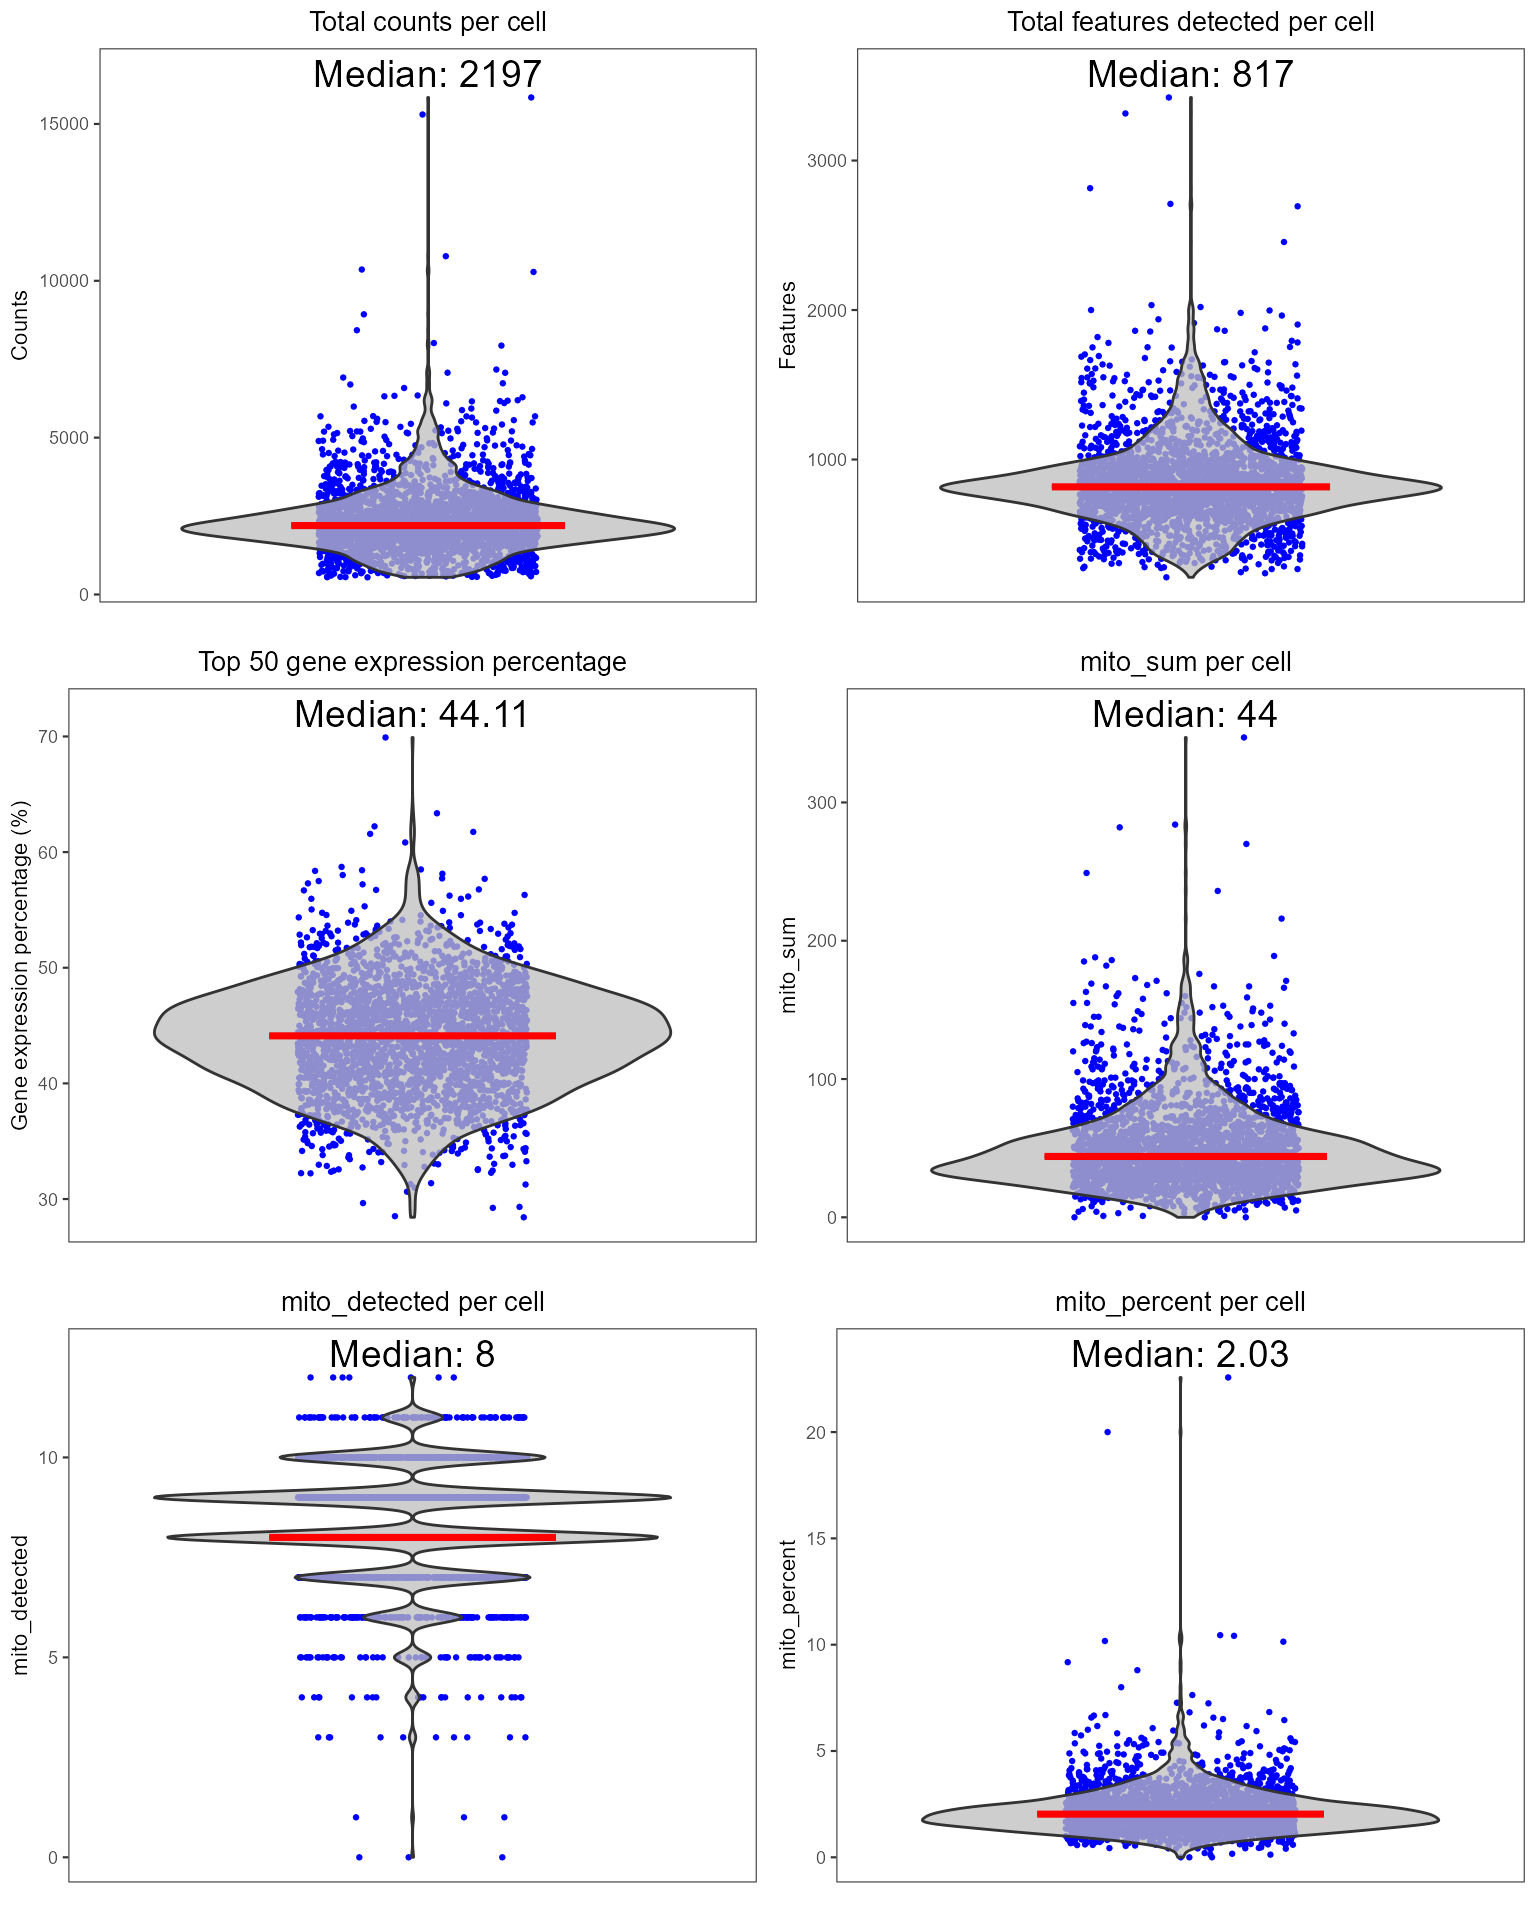 Total counts per cell
Median: 2197
15000
10000
5000
0
Counts
Total features detected per cell
Median: 817
3000
2000
1000
Features
Top 50 gene expression percentage
Median: 44.11
70
60
50
40
30
Gene expression percentage (%)
mito_sum per cell
Median: 44
300
200
100
0
mito_sum
mito_detected per cell
Median: 8
10
5
0
mito_detected
mito_percent per cell
Median: 2.03
20
15
10
5
0
mito_percent